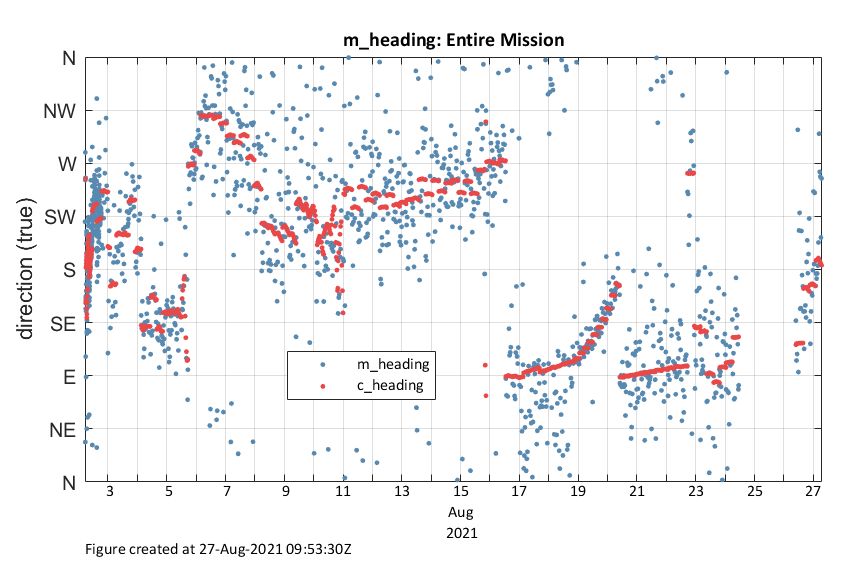 m_heading: Entire Mission
direction (true)
N
NW
W
SW
S
SE
E
NE
N
m_heading
c_heading
3 5 7 9 11 13 15 17 19 21 23 25 27
Aug
2021
Figure created at 27-Aug-2021 09:53:30Z